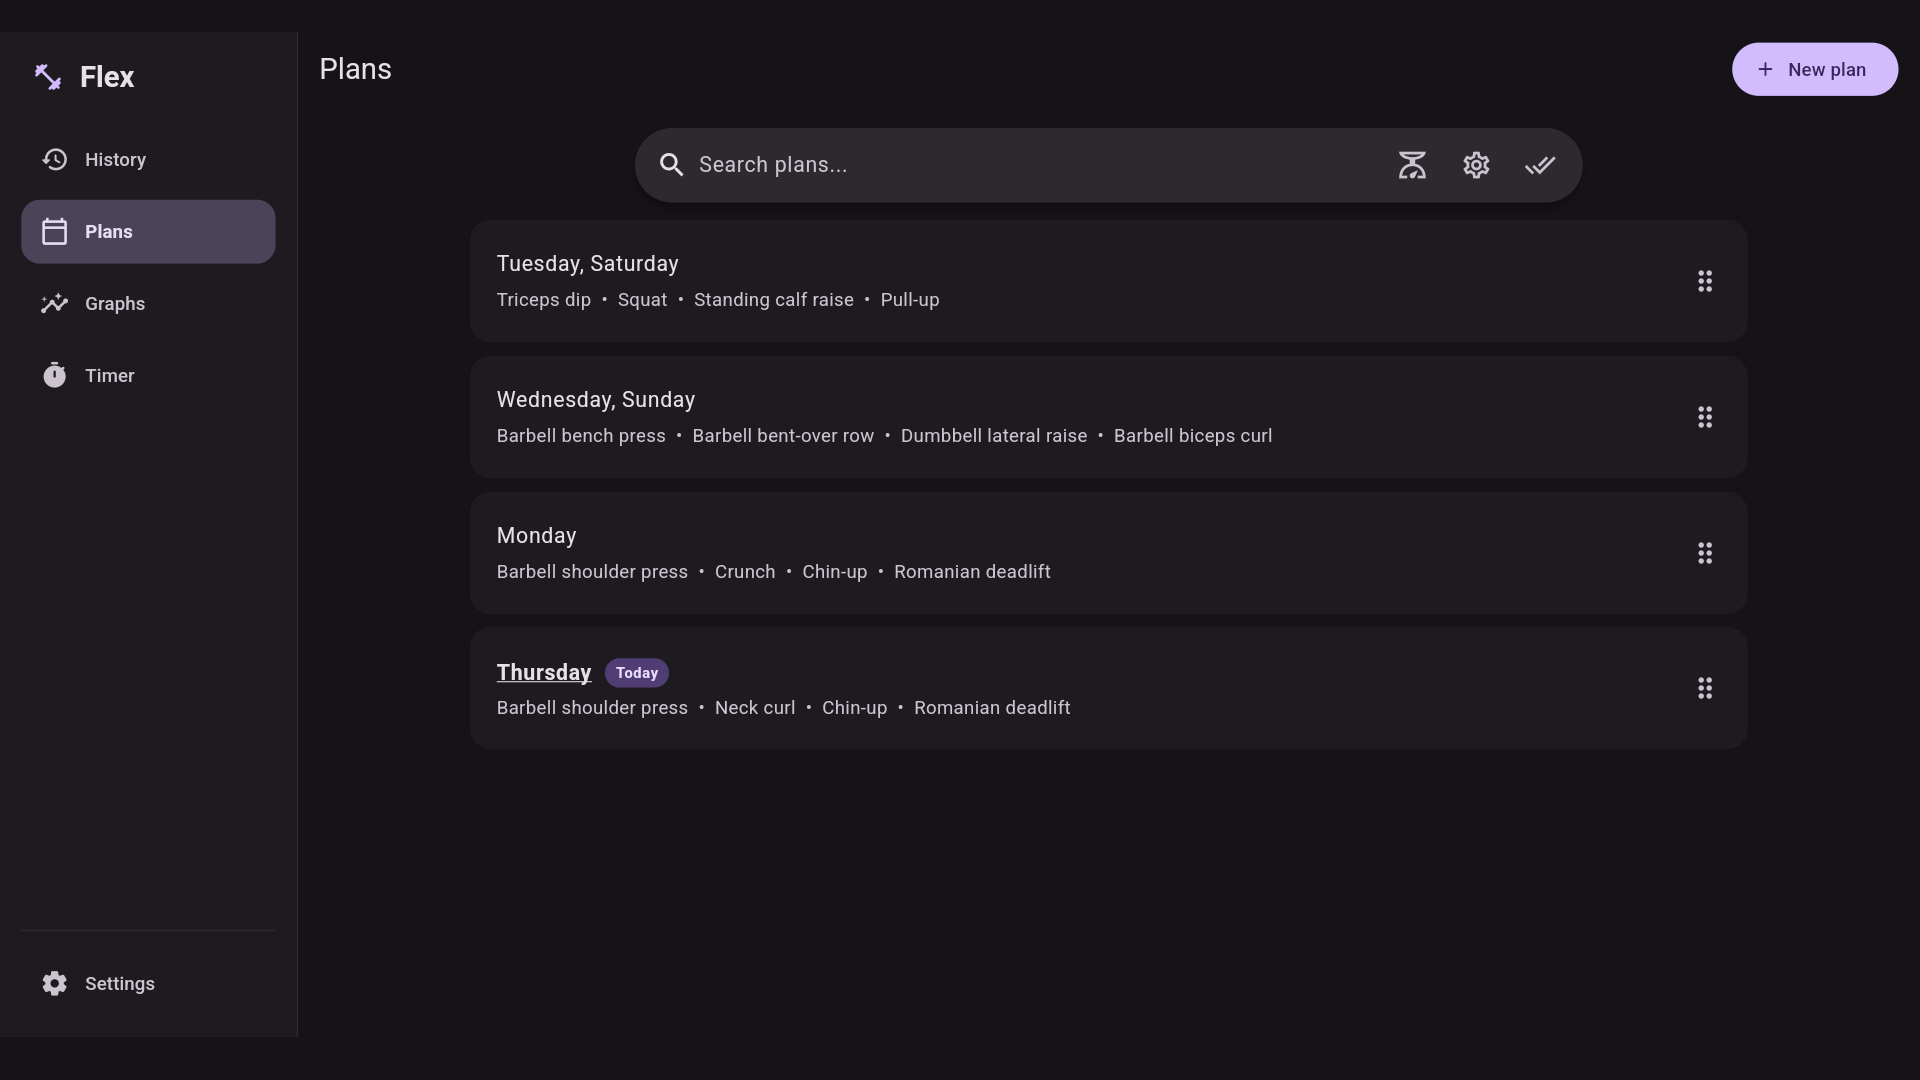 Flex
History
Plans
Graphs
Timer
Settings
Plans
New plan
Search plans...
Tuesday, Saturday
Triceps dip • Squat • Standing calf raise • Pull-up
Wednesday, Sunday
Barbell bench press • Barbell bent-over row • Dumbbell lateral raise • Barbell biceps curl
Monday
Barbell shoulder press • Crunch • Chin-up • Romanian deadlift
Thursday Today
Barbell shoulder press • Neck curl • Chin-up • Romanian deadlift